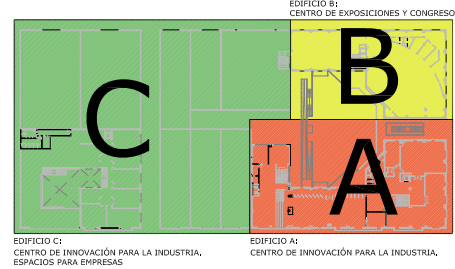 EDIFICIO B:
CENTRO DE EXPOSICIONES Y CONGRESO
B
C
A
EDIFICIO C:
CENTRO DE INNOVACIÓN PARA LA INDUSTRIA.
ESPACIOS PARA EMPRESAS
EDIFICIO A:
CENTRO DE INNOVACIÓN PARA LA INDUSTRIA.